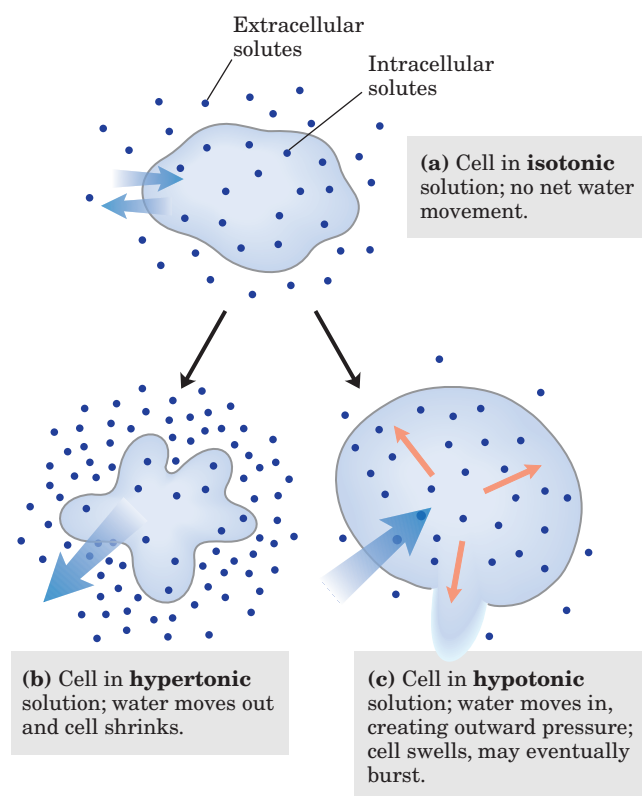 Extracellular
solutes
Intracellular
solutes
(a) Cell in isotonic
solution; no net water
movement.
(b) Cell in hypertonic
solution; water moves out
and cell shrinks.
(c) Cell in hypotonic
solution; water moves in,
creating outward pressure;
cell swells, may eventually
burst.